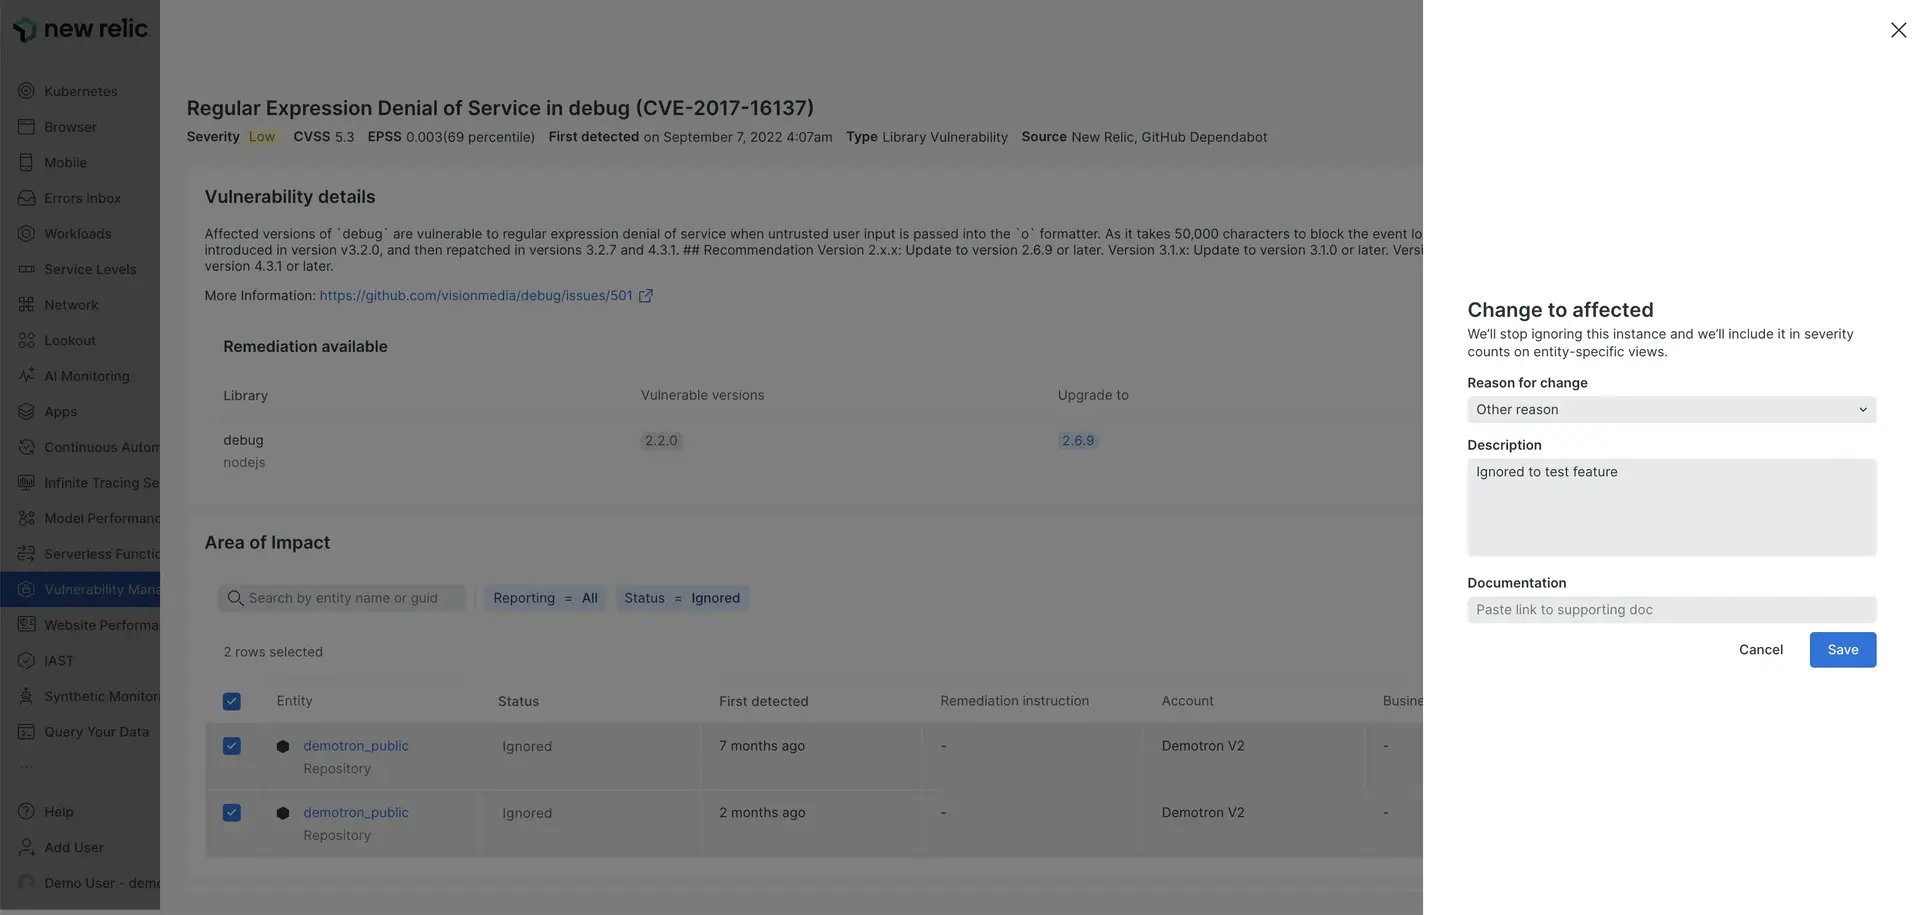 new relic
Kubernetes
Browser
Mobile
Errors Inbox
Workloads
Service Levels
Network
Lookout
AI Monitoring
Apps
Continuous Autom
Infinite Tracing Se
Model Performanc
Serverless Functio
Vulnerability Mana
Website Performa
IAST
Synthetic Monitor
Query Your Data
...
Help
Add User
Demo User - demo
Regular Expression Denial of Service in debug (CVE-2017-16137)
Severity Low CVSS 5.3 EPSS 0.003(69 percentile) First detected on September 7, 2022 4:07am Type Library Vulnerability Source New Relic, GitHub Dependabot
Vulnerability details
Affected versions of `debug` are vulnerable to regular expression denial of service when untrusted user input is passed into the `o` formatter. As it takes 50,000 characters to block the event lo
introduced in version v3.2.0, and then repatched in versions 3.2.7 and 4.3.1. ## Recommendation Version 2.x.x: Update to version 2.6.9 or later. Version 3.1.x: Update to version 3.1.0 or later. Versi
version 4.3.1 or later.
More Information: https://github.com/visionmedia/debug/issues/501
Remediation available
Library Vulnerable versions Upgrade to
debug 2.2.0 2.6.9
nodejs
Area of Impact
Search by entity name or guid Reporting = All Status = Ignored
2 rows selected
Entity Status First detected Remediation instruction Account Busine
demotron_public Ignored 7 months ago - Demotron V2 -
Repository
demotron_public Ignored 2 months ago - Demotron V2 -
Repository
Change to affected
We'll stop ignoring this instance and we'll include it in severity
counts on entity-specific views.
Reason for change
Other reason
Description
Ignored to test feature
Documentation
Paste link to supporting doc
Cancel Save